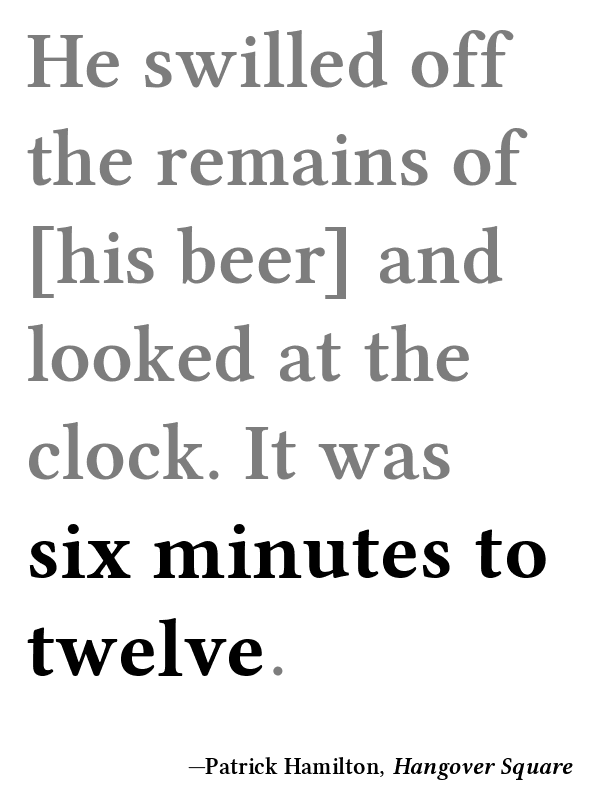 He swilled off
the remains of
[his beer] and
looked at the
clock. It was
six minutes to
twelve.
—Patrick Hamilton, Hangover Square